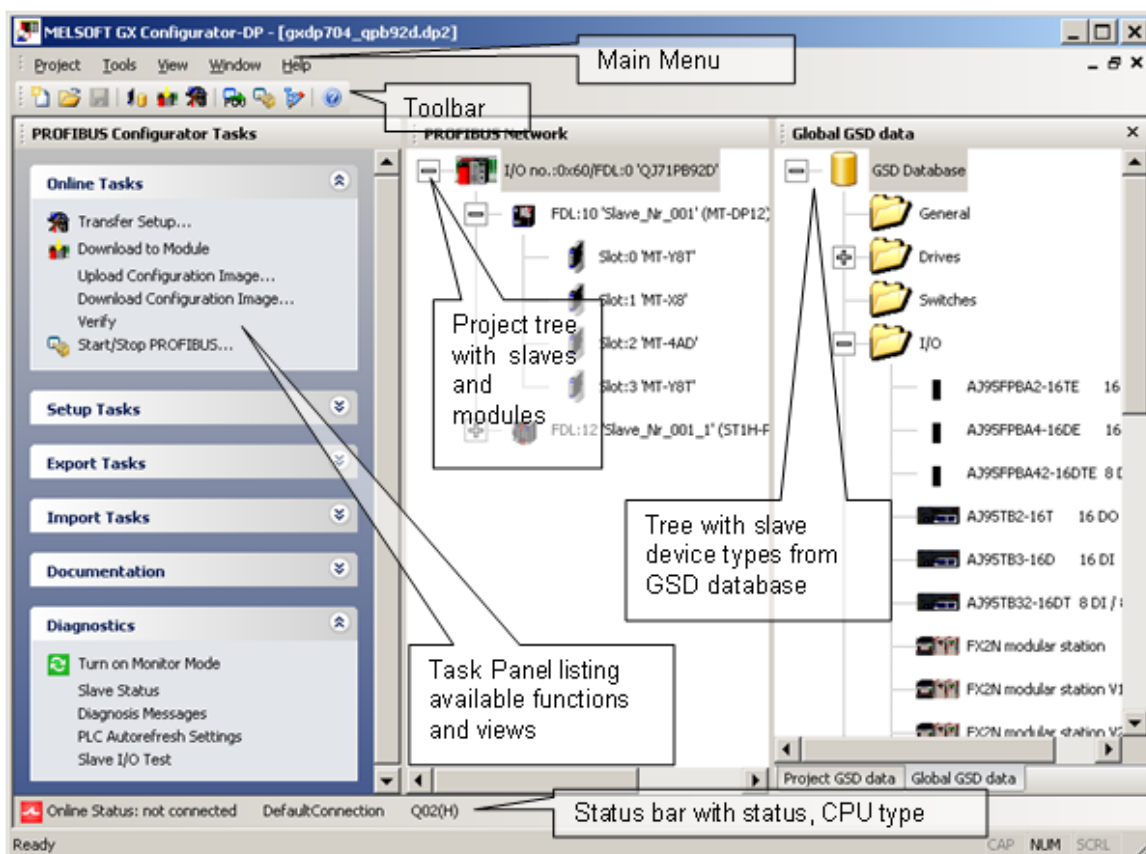 MELSOFT GX Configurator-DP - [gxdp704_qpb92d.dp2]
Project Tools View Window Help
Main Menu
Toolbar
PROFIBUS Configurator Tasks
Online Tasks
Transfer Setup...
Download to Module
Upload Configuration Image...
Download Configuration Image...
Verify
Start/Stop PROFIBUS...
Setup Tasks
Export Tasks
Import Tasks
Documentation
Diagnostics
Turn on Monitor Mode
Slave Status
Diagnosis Messages
PLC Autorefresh Settings
Slave I/O Test
PROFIBUS Network
I/O no.:0x60/FDL:0 'QJ71PB92D'
FDL:10 'Slave_Nr_001' (MT-DP12)
Slot:0 'MT-Y8T'
Slot:1 'MT-X8'
Slot:2 'MT-4AD'
Slot:3 'MT-Y8T'
FDL:12 'Slave_Nr_001_1' (ST1H-P
Project tree
with slaves
and
modules
Task Panel listing
available functions
and views
Global GSD data
GSD Database
General
Drives
Switches
I/O
AJ95FPBA2-16TE 16
AJ95FPBA4-16DE 16
AJ95FPBA42-16DTE 8 D
AJ95TB2-16T 16 DO
AJ95TB3-16D 16 DI
AJ95TB32-16DT 8 DI /
FX2N modular station
FX2N modular station V1
FX2N modular station V2
Tree with slave
device types from
GSD database
Project GSD data Global GSD data
Online Status: not connected DefaultConnection Q02(H)
Status bar with status, CPU type
Ready CAP NUM SCRL